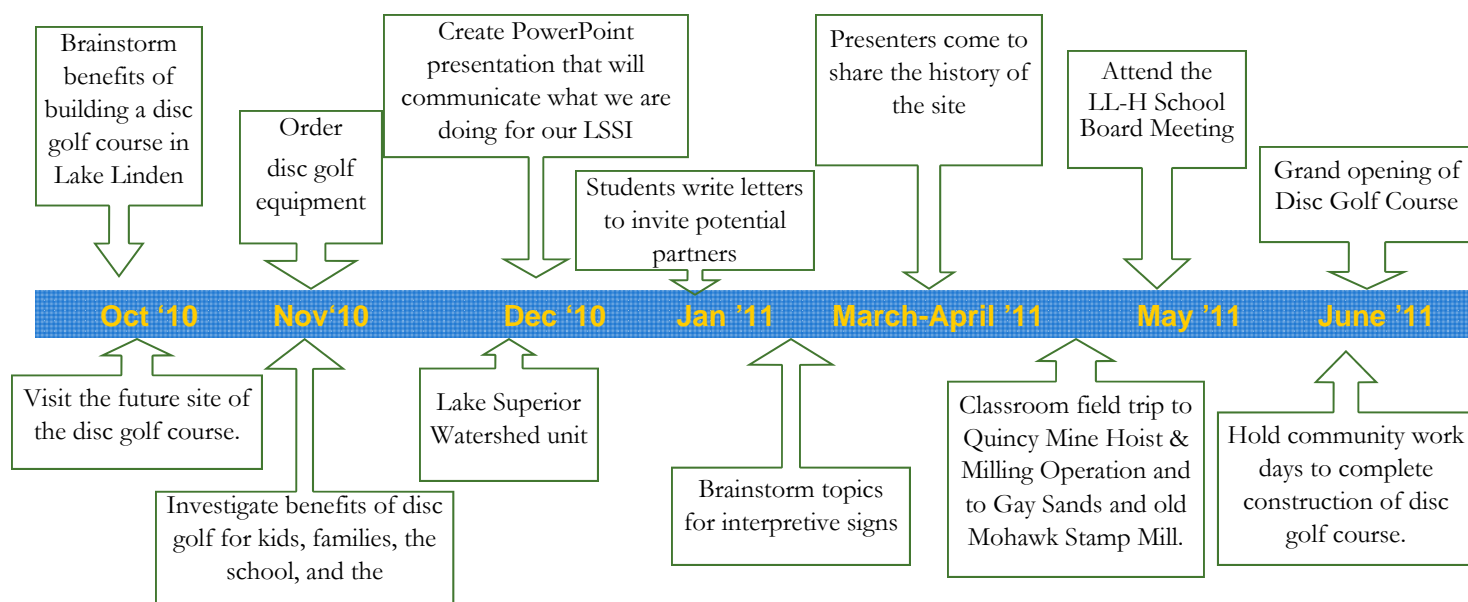 Brainstorm
benefits of
building a disc
golf course in
Lake Linden
Order
disc golf
equipment
Create PowerPoint
presentation that will
communicate what we are
doing for our LSSI
Students write letters
to invite potential
partners
Presenters come to
share the history of
the site
Attend the
LL-H School
Board Meeting
Grand opening of
Disc Golf Course
Oct ‘10 Nov‘10 Dec ‘10 Jan ’11 March-April ’11 May ’11 June ’11
Visit the future site of
the disc golf course.
Investigate benefits of disc
golf for kids, families, the
school, and the
Lake Superior
Watershed unit
Brainstorm topics
for interpretive signs
Classroom field trip to
Quincy Mine Hoist &
Milling Operation and
to Gay Sands and old
Mohawk Stamp Mill.
Hold community work
days to complete
construction of disc
golf course.